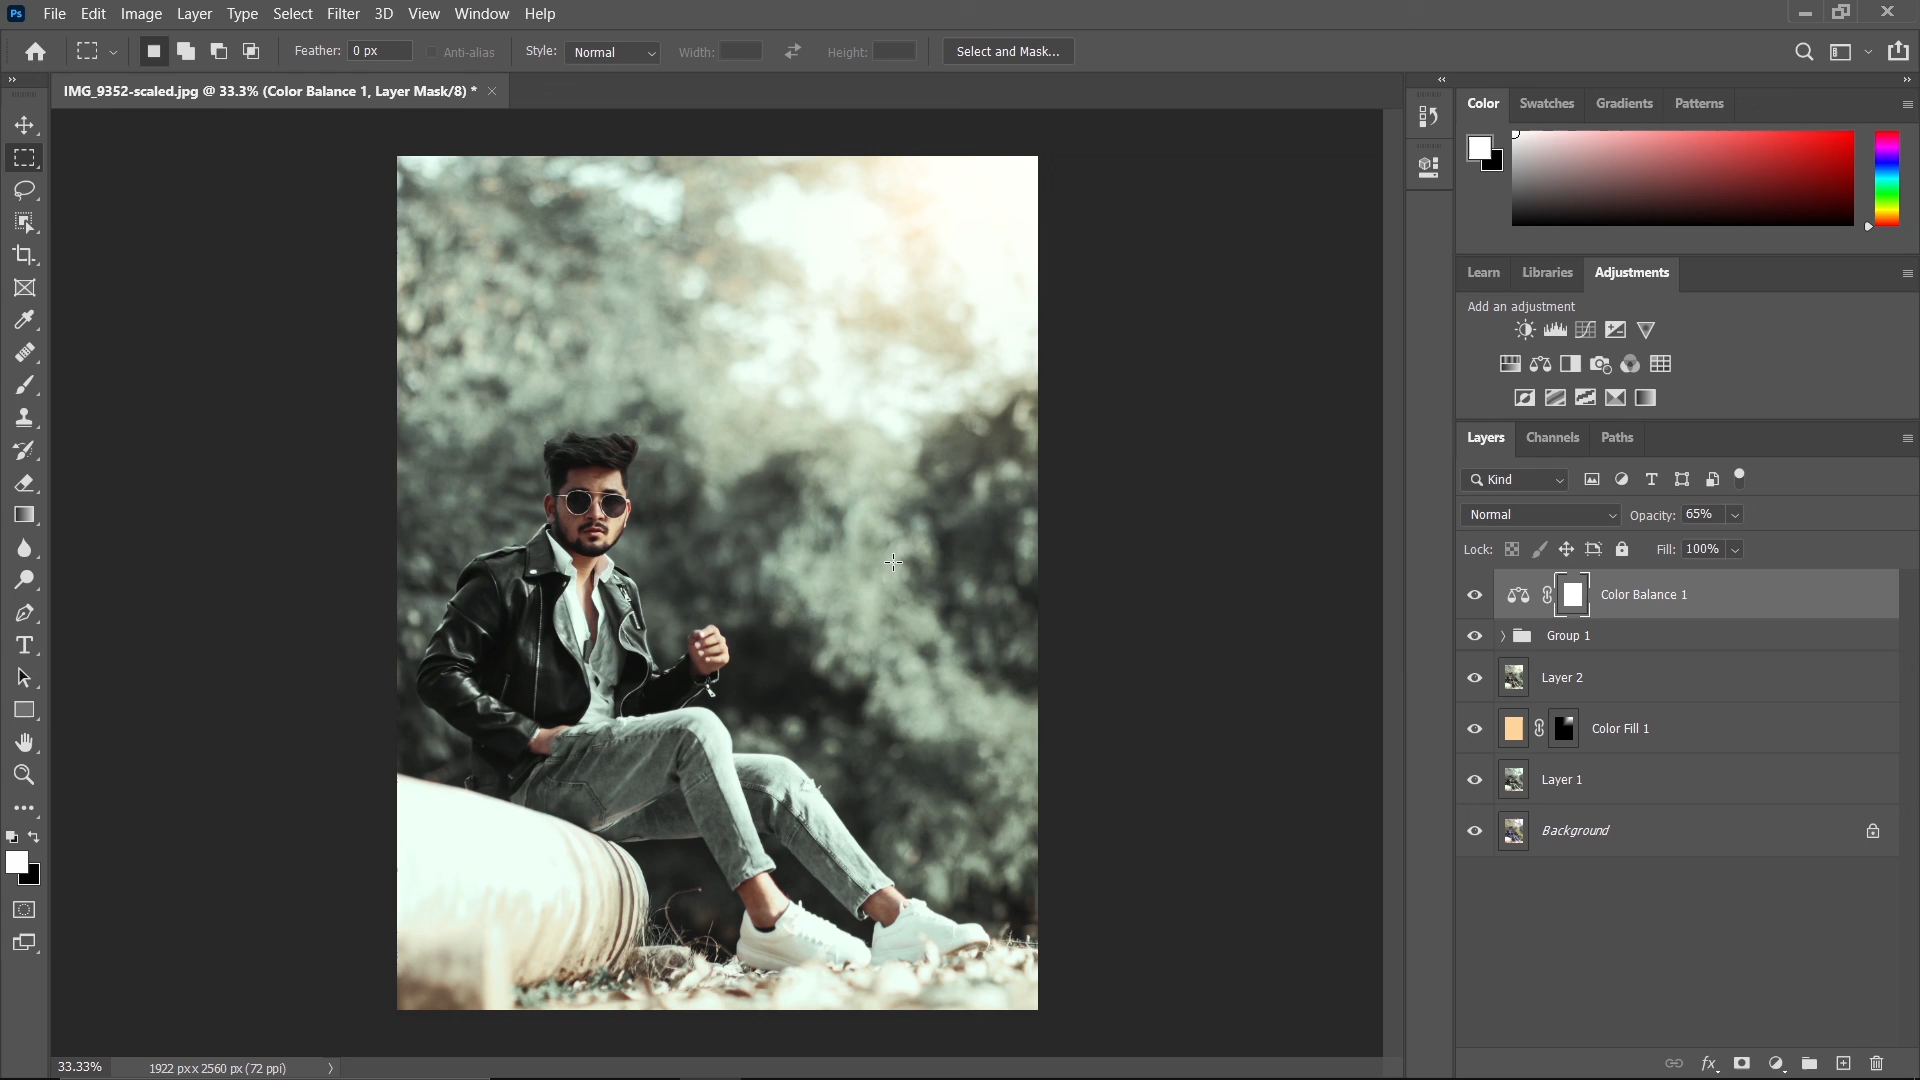 Ps File Edit Image Layer Type Select Filter 3D View Window Help
Feather: 0 px Anti-alias Style: Normal Width: Height: Select and Mask...
IMG_9352-scaled.jpg @ 33.3% (Color Balance 1, Layer Mask/8) *
Color Swatches Gradients Patterns
Learn Libraries Adjustments
Add an adjustment
Layers Channels Paths
Kind
Normal Opacity: 65%
Lock: Fill: 100%
Color Balance 1
Group 1
Layer 2
Color Fill 1
Layer 1
Background
33.33% 1922 px x 2560 px (72 ppi)